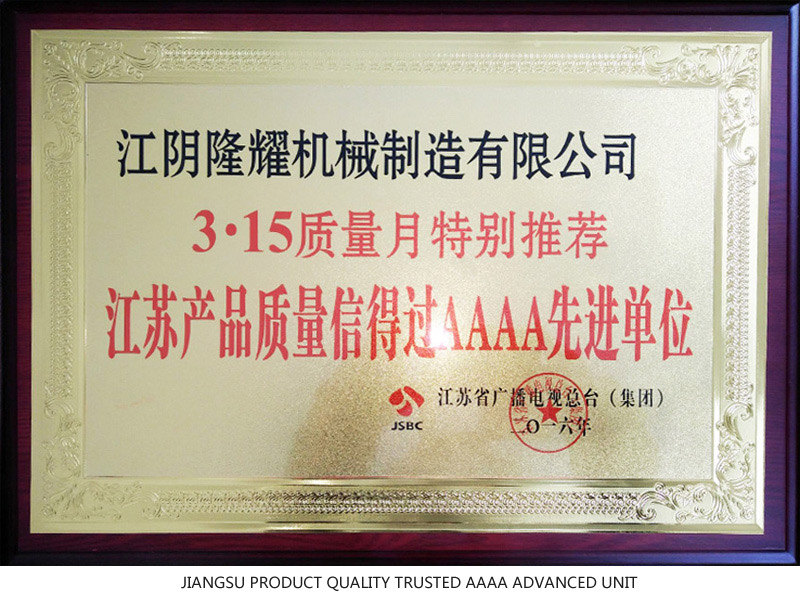 江阴隆耀机械制造有限公司
3·15质量月特别推荐
江苏产品质量信得过AAAA先进单位
JSBC
江苏省广播电视总台（集团）
二〇一六年
JIANGSU PRODUCT QUALITY TRUSTED AAAA ADVANCED UNIT